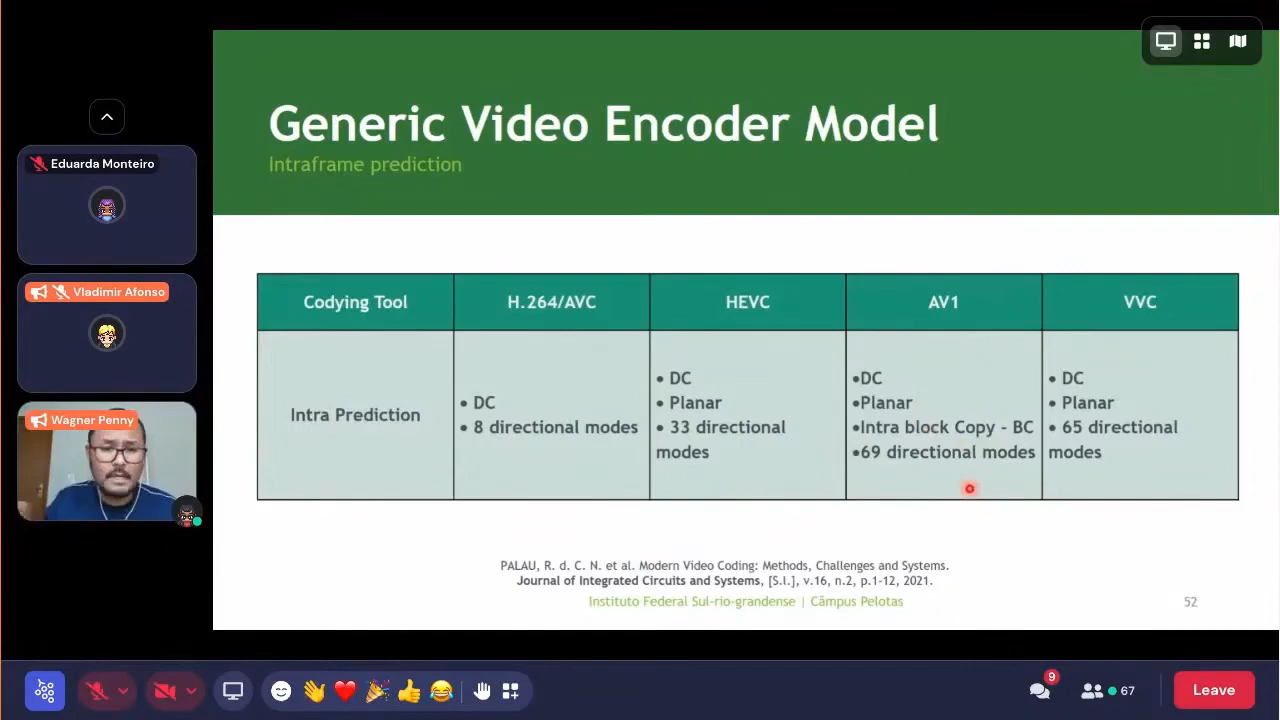 Eduarda Monteiro
Vladimir Afonso
Wagner Penny
Generic Video Encoder Model
Intraframe prediction
Codying Tool
H.264/AVC
HEVC
AV1
VVC
Intra Prediction
• DC
• 8 directional modes
• DC
• Planar
• 33 directional
modes
•DC
•Planar
•Intra block Copy - BC
•69 directional modes
• DC
• Planar
• 65 directional
modes
PALAU, R. d. C. N. et al. Modern Video Coding: Methods, Challenges and Systems.
Journal of Integrated Circuits and Systems, [S.l.], v.16, n.2, p.1-12, 2021.
Instituto Federal Sul-rio-grandense | Câmpus Pelotas
52
9
67
Leave